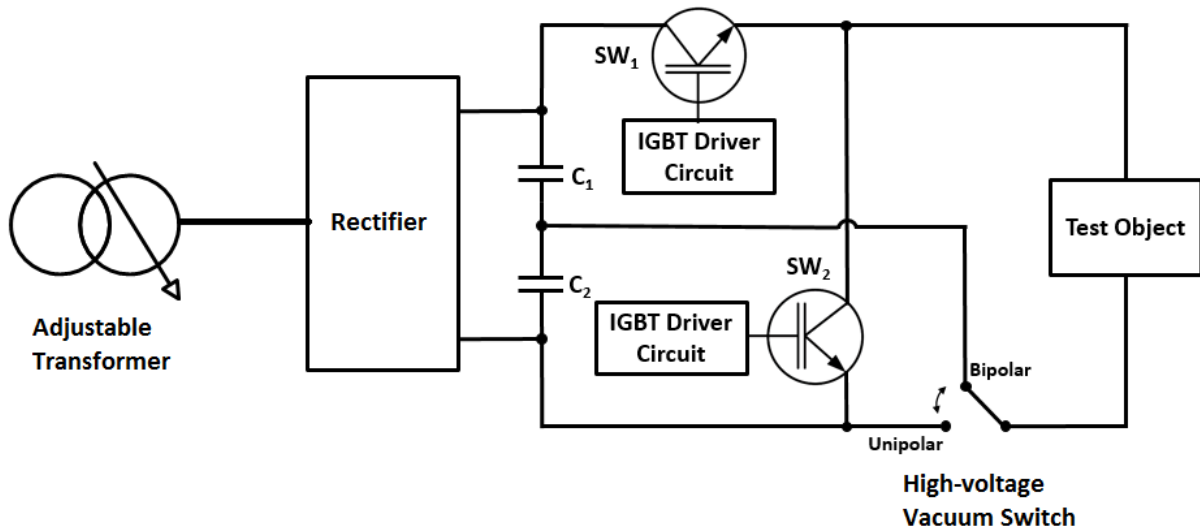 SW₁
IGBT Driver
Circuit
C₁
Rectifier
Test Object
C₂
SW₂
IGBT Driver
Circuit
Adjustable
Transformer
Bipolar
Unipolar
High-voltage
Vacuum Switch